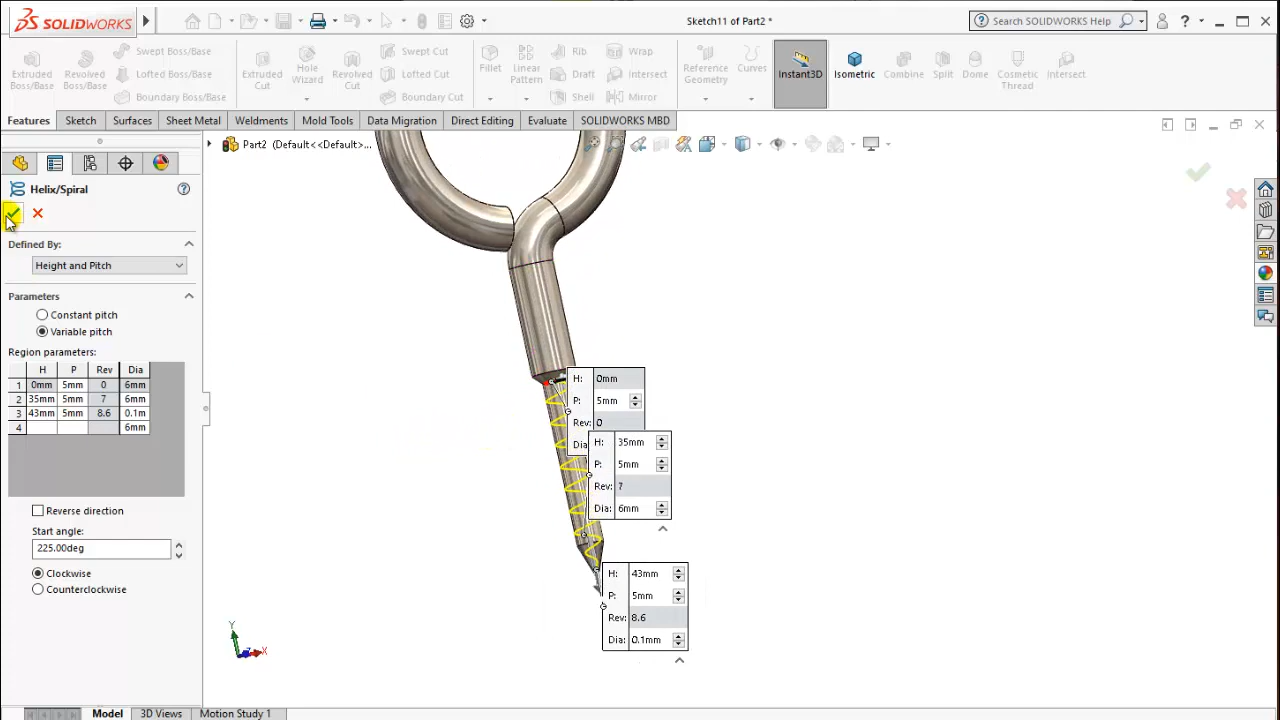 SOLIDWORKS
Sketch11 of Part2 *
Search SOLIDWORKS Help
Extruded Boss/Base
Revolved Boss/Base
Swept Boss/Base
Lofted Boss/Base
Boundary Boss/Base
Extruded Cut
Hole Wizard
Revolved Cut
Swept Cut
Lofted Cut
Boundary Cut
Fillet
Linear Pattern
Rib
Draft
Shell
Wrap
Intersect
Mirror
Reference Geometry
Curves
Instant3D
Isometric
Combine
Split
Dome
Cosmetic Thread
Intersect
Features
Sketch
Surfaces
Sheet Metal
Weldments
Mold Tools
Data Migration
Direct Editing
Evaluate
SOLIDWORKS MBD
Part2 (Default<<Default>...
Helix/Spiral
Defined By:
Height and Pitch
Parameters
Constant pitch
Variable pitch
Region parameters:
H P Rev Dia
1 0mm 5mm 0 6mm
2 35mm 5mm 7 6mm
3 43mm 5mm 8.6 0.1m
4 6mm
Reverse direction
Start angle:
225.00deg
Clockwise
Counterclockwise
H: 0mm
P: 5mm
Rev: 0
Dia
H: 35mm
P: 5mm
Rev: 7
Dia: 6mm
H: 43mm
P: 5mm
Rev: 8.6
Dia: 0.1mm
Y
X
Model
3D Views
Motion Study 1